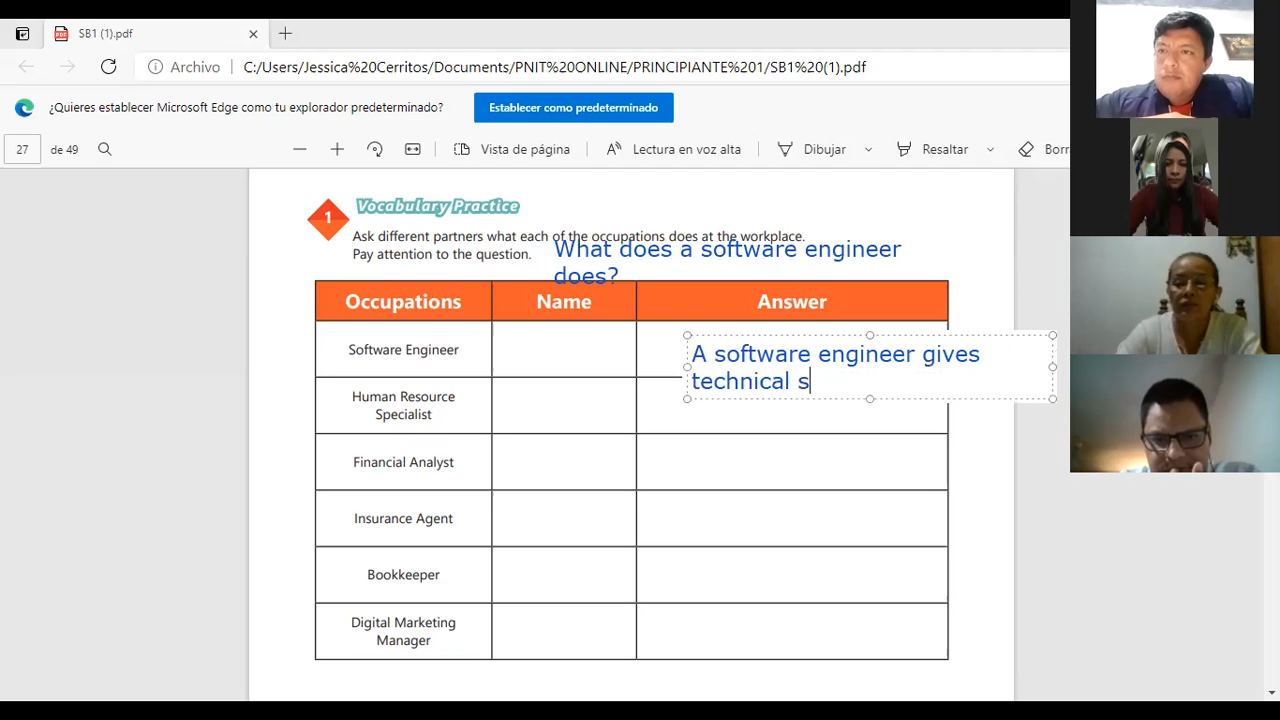 SB1 (1).pdf
Archivo
C:/Users/Jessica%20Cerritos/Documents/PNIT%20ONLINE/PRINCIPIANTE%201/SB1%20(1).pdf
¿Quieres establecer Microsoft Edge como tu explorador predeterminado?
Establecer como predeterminado
27 de 49
Vista de página
Lectura en voz alta
Dibujar
Resaltar
Borr
1
Vocabulary Practice
Ask different partners what each of the occupations does at the workplace.
Pay attention to the question.
What does a software engineer
does?
Occupations Name Answer
Software Engineer
A software engineer gives
technical s
Human Resource
Specialist
Financial Analyst
Insurance Agent
Bookkeeper
Digital Marketing
Manager